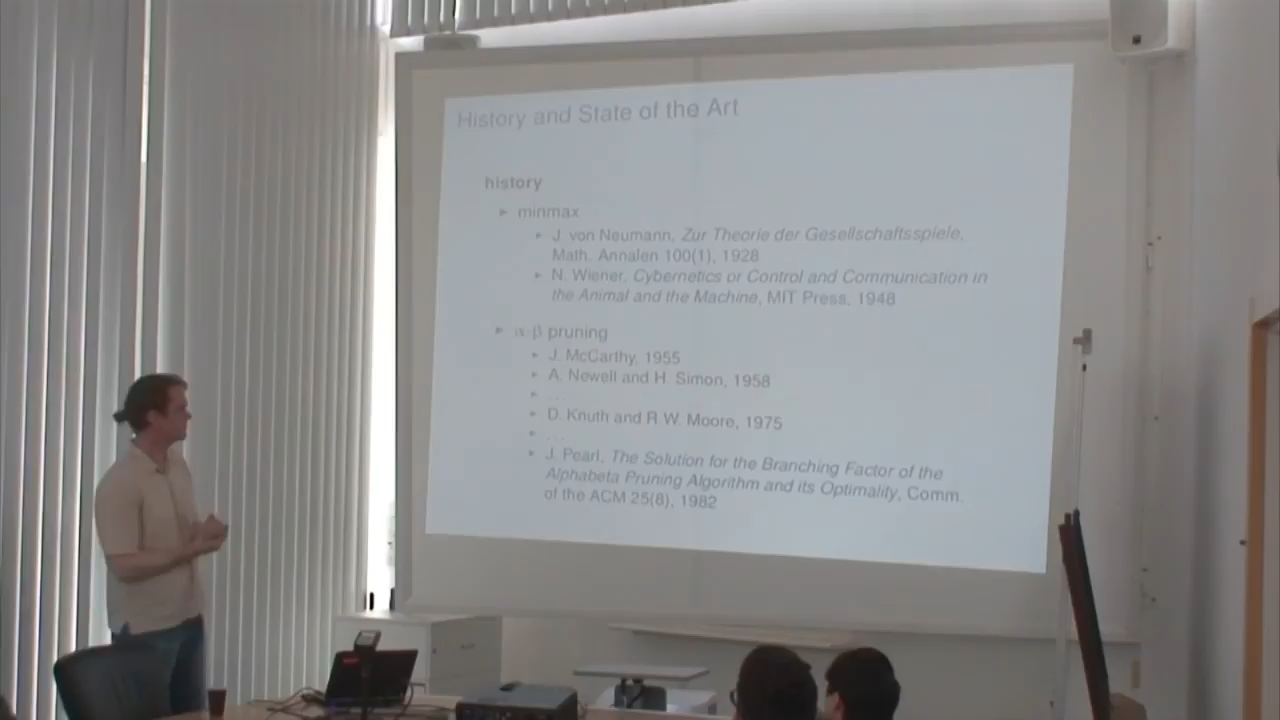 History and State of the Art
history
▸ minmax
▸ J. von Neumann, Zur Theorie der Gesellschaftsspiele,
Math. Annalen 100(1), 1928
▸ N. Wiener, Cybernetics or Control and Communication in
the Animal and the Machine, MIT Press, 1948
▸ α-β pruning
▸ J. McCarthy, 1955
▸ A. Newell and H. Simon, 1958
▸ ...
▸ D. Knuth and R.W. Moore, 1975
▸ ...
▸ J. Pearl, The Solution for the Branching Factor of the
Alphabeta Pruning Algorithm and its Optimality, Comm.
of the ACM 25(8), 1982